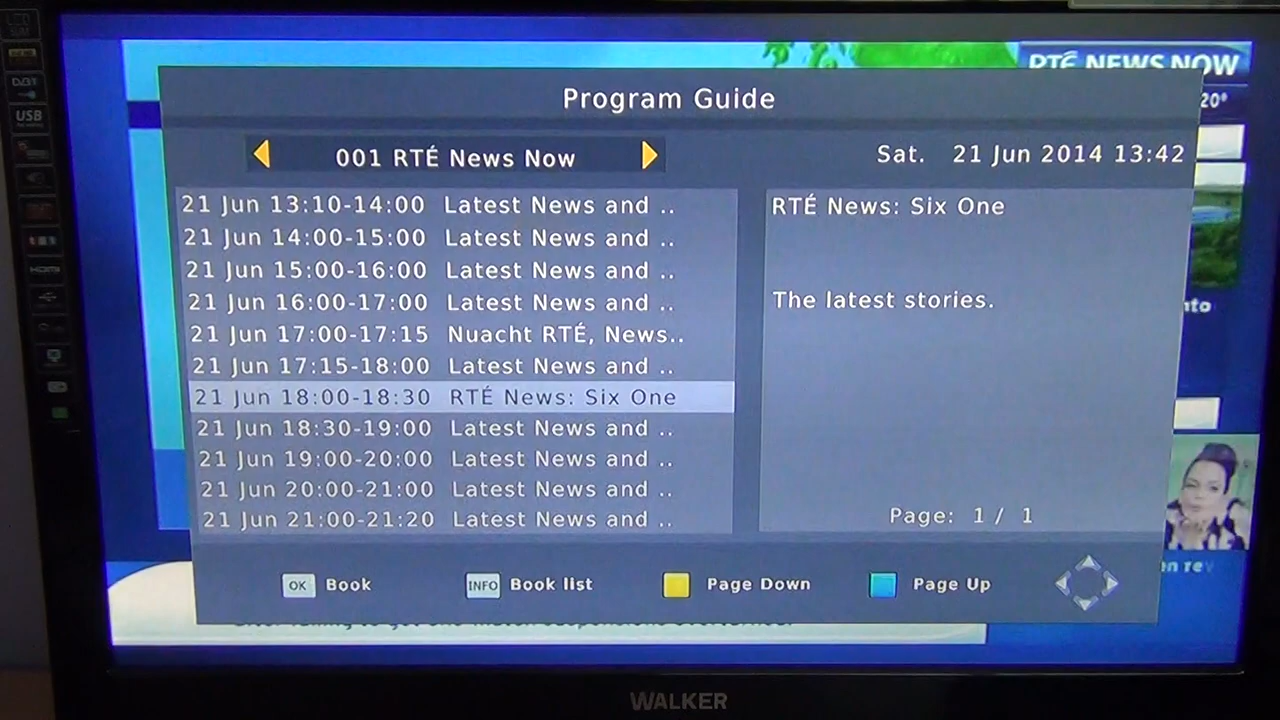 RTÉ NEWS NOW
20°
Program Guide
001 RTÉ News Now
Sat. 21 Jun 2014 13:42
21 Jun 13:10-14:00 Latest News and ..
21 Jun 14:00-15:00 Latest News and ..
21 Jun 15:00-16:00 Latest News and ..
21 Jun 16:00-17:00 Latest News and ..
21 Jun 17:00-17:15 Nuacht RTÉ, News..
21 Jun 17:15-18:00 Latest News and ..
21 Jun 18:00-18:30 RTÉ News: Six One
21 Jun 18:30-19:00 Latest News and ..
21 Jun 19:00-20:00 Latest News and ..
21 Jun 20:00-21:00 Latest News and ..
21 Jun 21:00-21:20 Latest News and ..
RTÉ News: Six One
The latest stories.
Page: 1 / 1
OK Book
INFO Book list
Page Down
Page Up
WALKER
LCD
DVBT
USB
HDMI